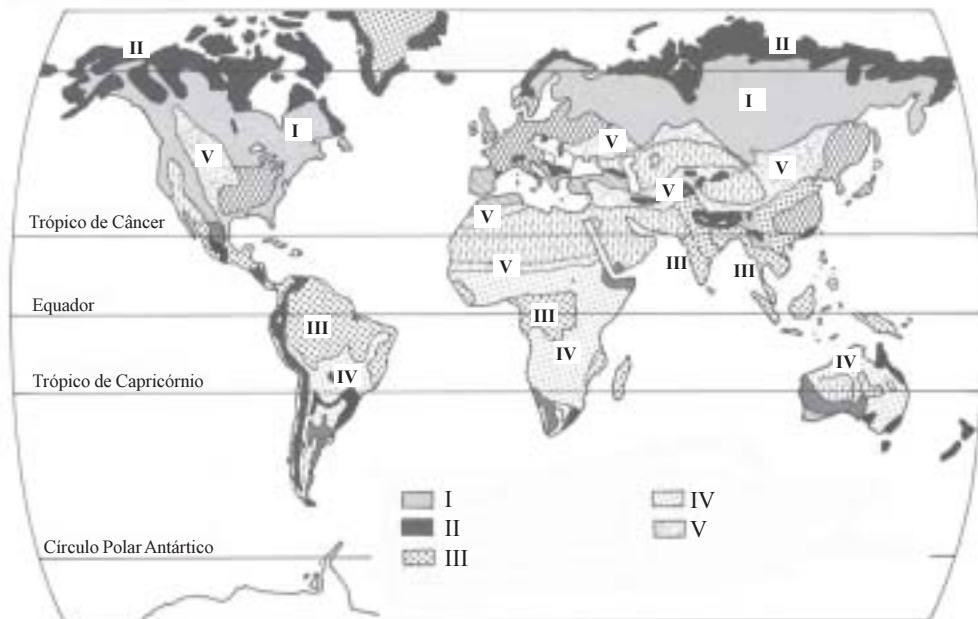 II
II
I
I
V
V
V
V
V
Trópico de Câncer
V
III
III
Equador
III
III
IV
IV
Trópico de Capricórnio
IV
I
IV
II
V
III
Círculo Polar Antártico